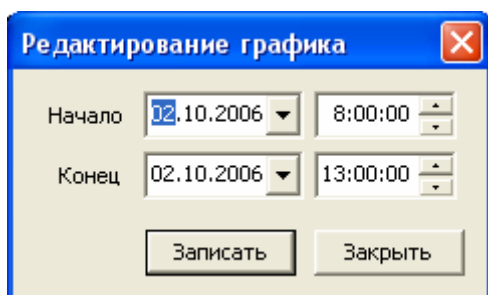 Редактирование графика
Начало 02.10.2006 8:00:00
Конец 02.10.2006 13:00:00
Записать Закрыть